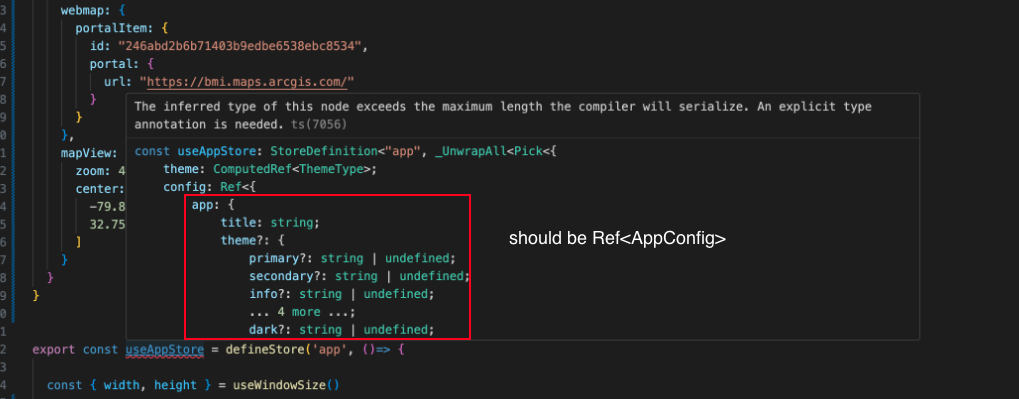 3 webmap: {
4 portalItem: {
5 id: "246abd2b6b71403b9edbe6538ebc8534",
6 portal: {
7 url: "https://bmi.maps.arcgis.com/"
8 }
9 }
0 },
1 mapView:
2 zoom: 4
3 center:
4 -79.8
5 32.75
6 ]
7 }
8 }
9 }
0
1
The inferred type of this node exceeds the maximum length the compiler will serialize. An explicit type
annotation is needed. ts(7056)
const useAppStore: StoreDefinition<"app", _UnwrapAll<Pick<{
theme: ComputedRef<ThemeType>;
config: Ref<{
app: {
title: string;
theme?: {
primary?: string | undefined;
secondary?: string | undefined;
info?: string | undefined;
... 4 more ...;
dark?: string | undefined;
should be Ref<AppConfig>
2 export const useAppStore = defineStore('app', ()=> {
3
4 const { width, height } = useWindowSize()